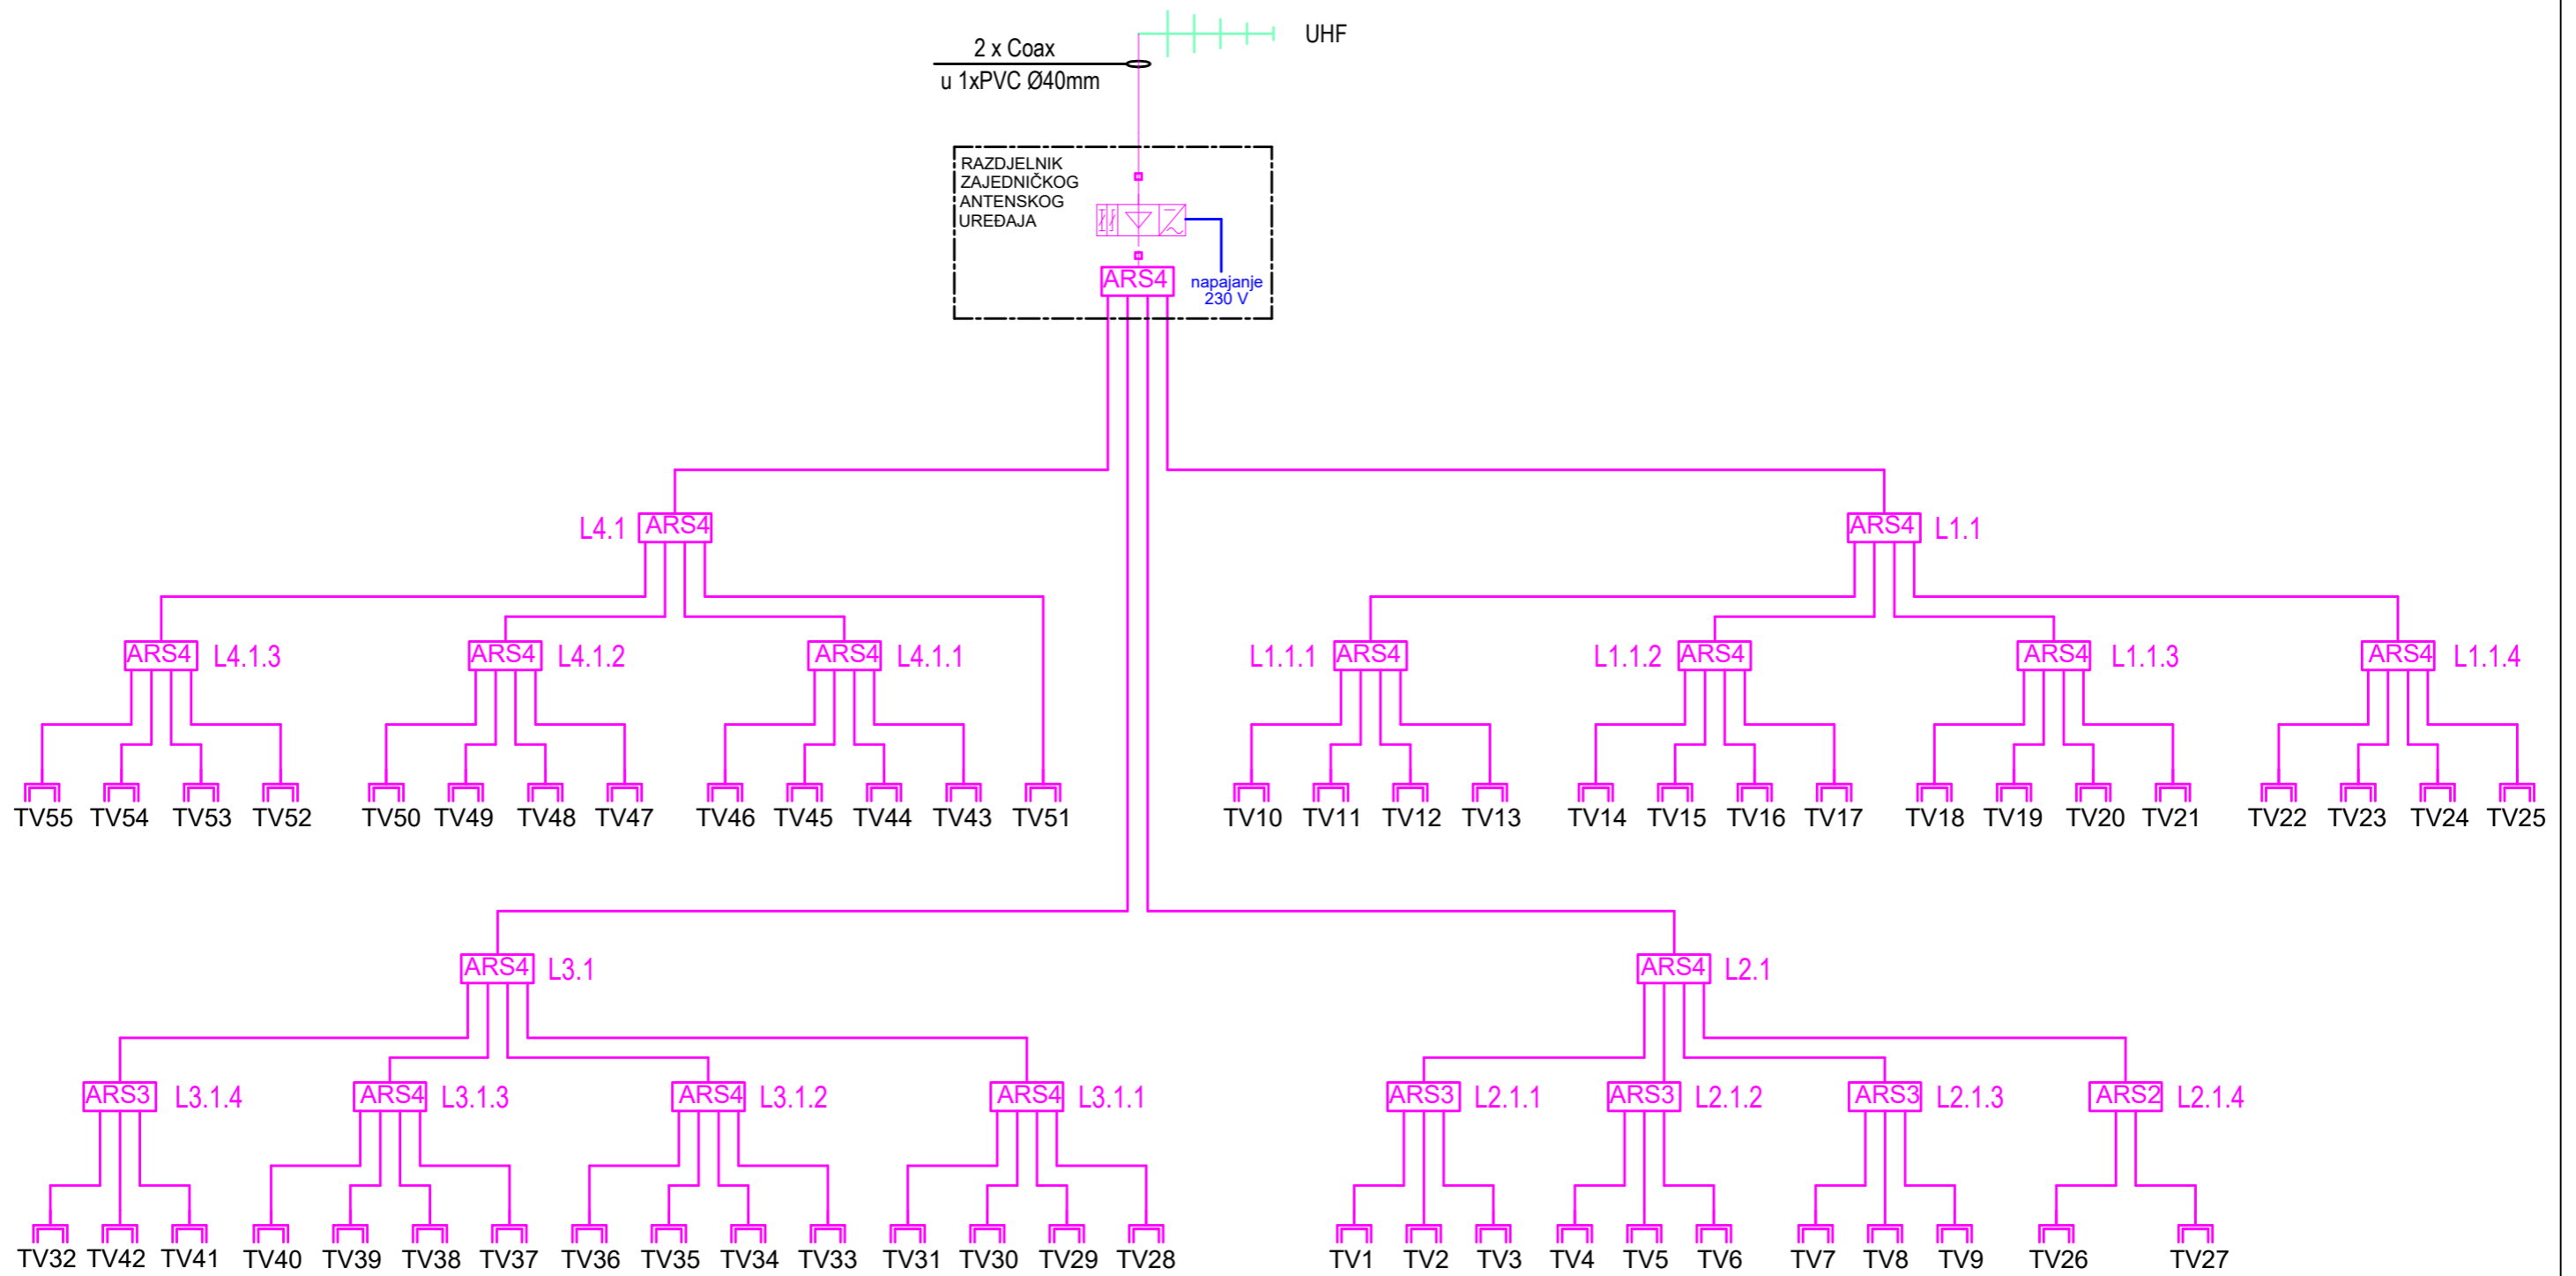 UHF
2 x Coax
u 1xPVC Ø40mm
RAZDJELNIK
ZAJEDNIČKOG
ANTENSKOG
UREĐAJA
ARS4
napajanje
230 V
L4.1 ARS4
ARS4 L1.1
ARS4 L4.1.3
ARS4 L4.1.2
ARS4 L4.1.1
L1.1.1 ARS4
L1.1.2 ARS4
ARS4 L1.1.3
ARS4 L1.1.4
TV55 TV54 TV53 TV52 TV50 TV49 TV48 TV47 TV46 TV45 TV44 TV43 TV51 TV10 TV11 TV12 TV13 TV14 TV15 TV16 TV17 TV18 TV19 TV20 TV21 TV22 TV23 TV24 TV25
ARS4 L3.1
ARS4 L2.1
ARS3 L3.1.4
ARS4 L3.1.3
ARS4 L3.1.2
ARS4 L3.1.1
ARS3 L2.1.1
ARS3 L2.1.2
ARS3 L2.1.3
ARS2 L2.1.4
TV32 TV42 TV41 TV40 TV39 TV38 TV37 TV36 TV35 TV34 TV33 TV31 TV30 TV29 TV28 TV1 TV2 TV3 TV4 TV5 TV6 TV7 TV8 TV9 TV26 TV27